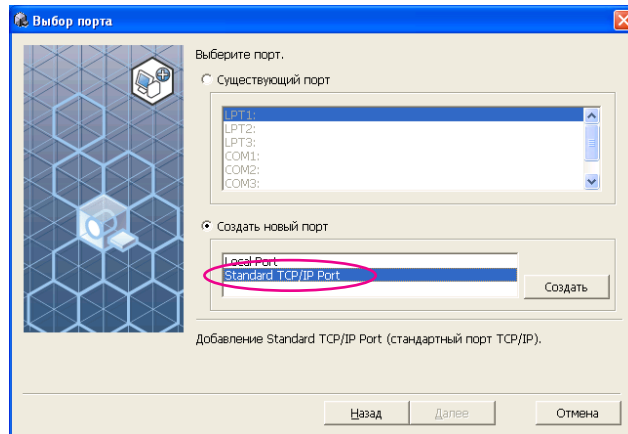 Выбор порта
Выберите порт.
Существующий порт
LPT1:
LPT2:
LPT3:
COM1:
COM2:
COM3:
Создать новый порт
Local Port
Standard TCP/IP Port
Создать
Добавление Standard TCP/IP Port (стандартный порт TCP/IP).
Назад Далее Отмена